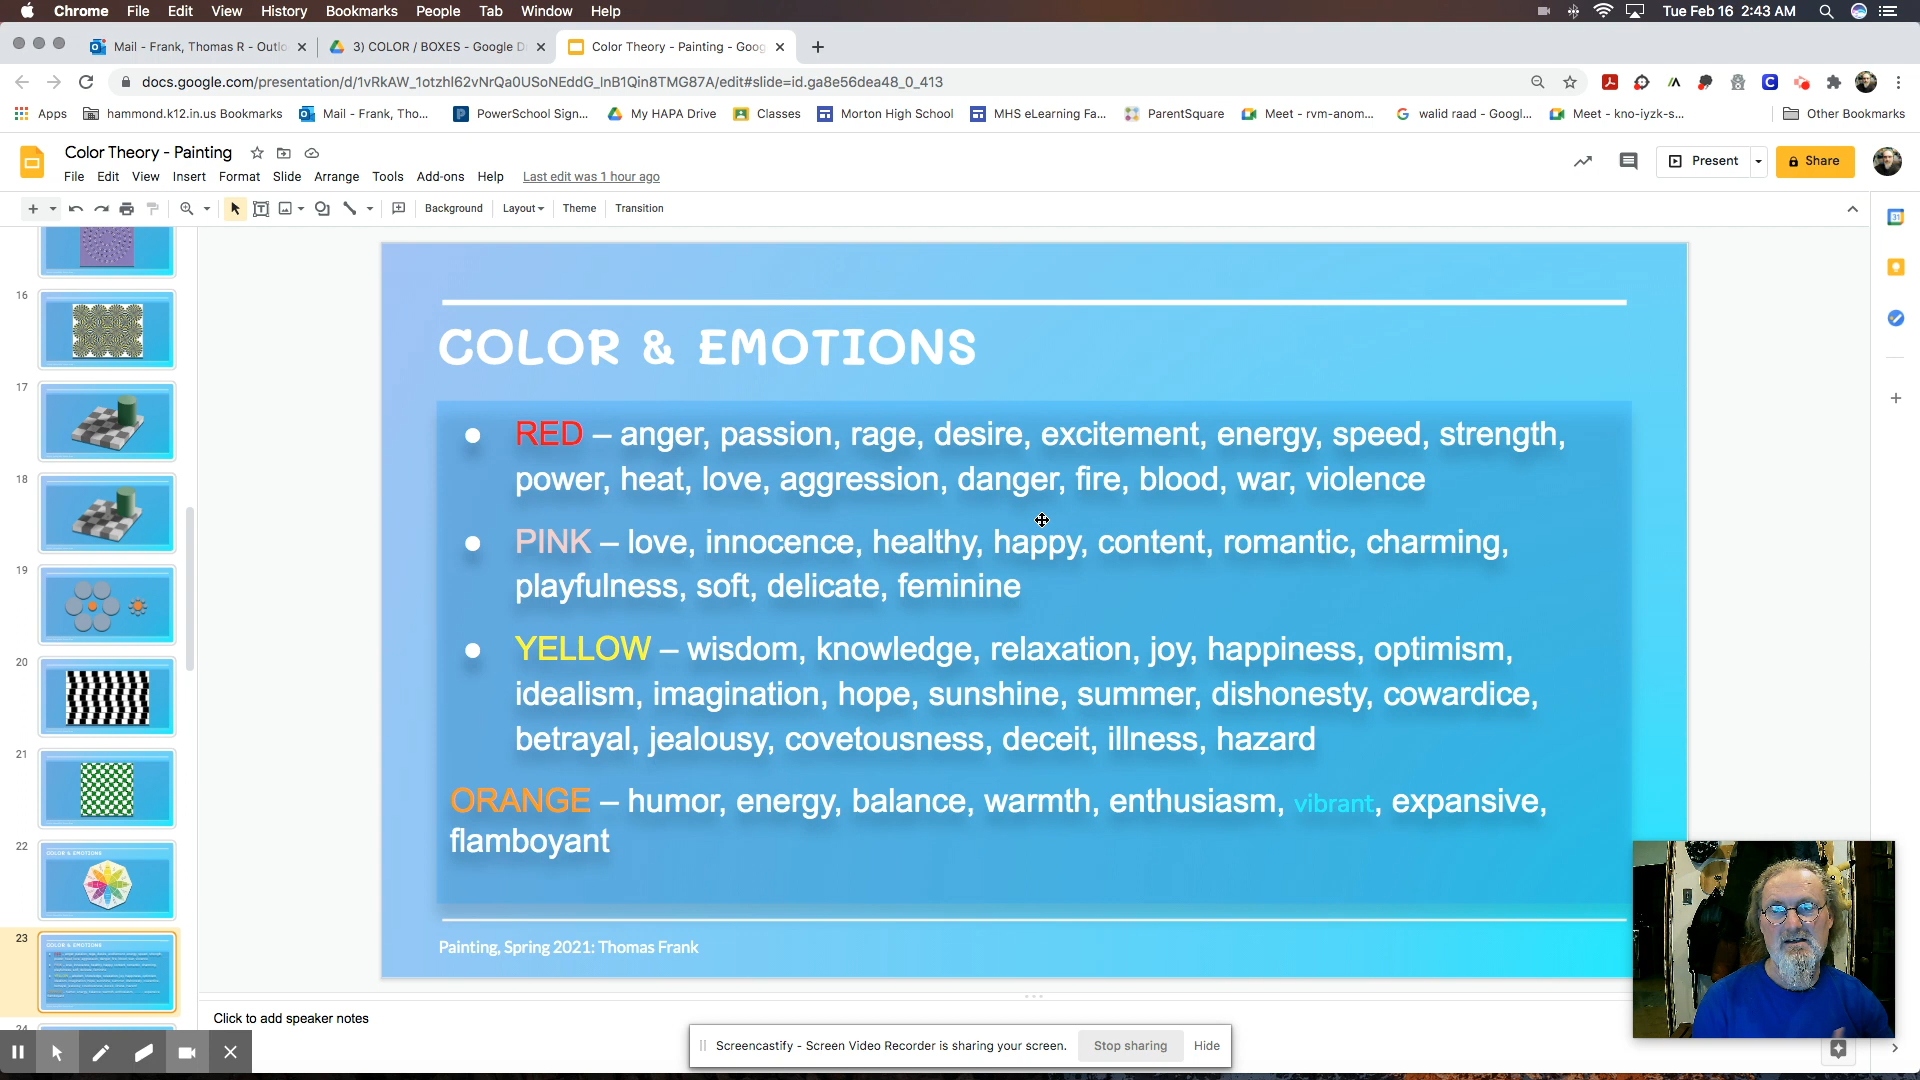 Chrome File Edit View History Bookmarks People Tab Window Help
Tue Feb 16 2:43 AM
Mail - Frank, Thomas R - Outlo
3) COLOR / BOXES - Google D
Color Theory - Painting - Goog
docs.google.com/presentation/d/1vRkAW_1otzhI62vNrQa0USoNEddG_lnB1Qin8TMG87A/edit#slide=id.ga8e56dea48_0_413
Apps
hammond.k12.in.us Bookmarks
Mail - Frank, Tho...
PowerSchool Sign...
My HAPA Drive
Classes
Morton High School
MHS eLearning Fa...
ParentSquare
Meet - rvm-anom...
walid raad - Googl...
Meet - kno-iyzk-s...
Other Bookmarks
Color Theory - Painting
Present
Share
File Edit View Insert Format Slide Arrange Tools Add-ons Help
Last edit was 1 hour ago
Background Layout Theme Transition
16
17
18
19
20
21
22
COLOR & EMOTIONS
23
COLOR & EMOTIONS
24
COLOR & EMOTIONS
RED – anger, passion, rage, desire, excitement, energy, speed, strength,
power, heat, love, aggression, danger, fire, blood, war, violence
PINK – love, innocence, healthy, happy, content, romantic, charming,
playfulness, soft, delicate, feminine
YELLOW – wisdom, knowledge, relaxation, joy, happiness, optimism,
idealism, imagination, hope, sunshine, summer, dishonesty, cowardice,
betrayal, jealousy, covetousness, deceit, illness, hazard
ORANGE – humor, energy, balance, warmth, enthusiasm, vibrant, expansive,
flamboyant
Painting, Spring 2021: Thomas Frank
Click to add speaker notes
Screencastify - Screen Video Recorder is sharing your screen.
Stop sharing
Hide